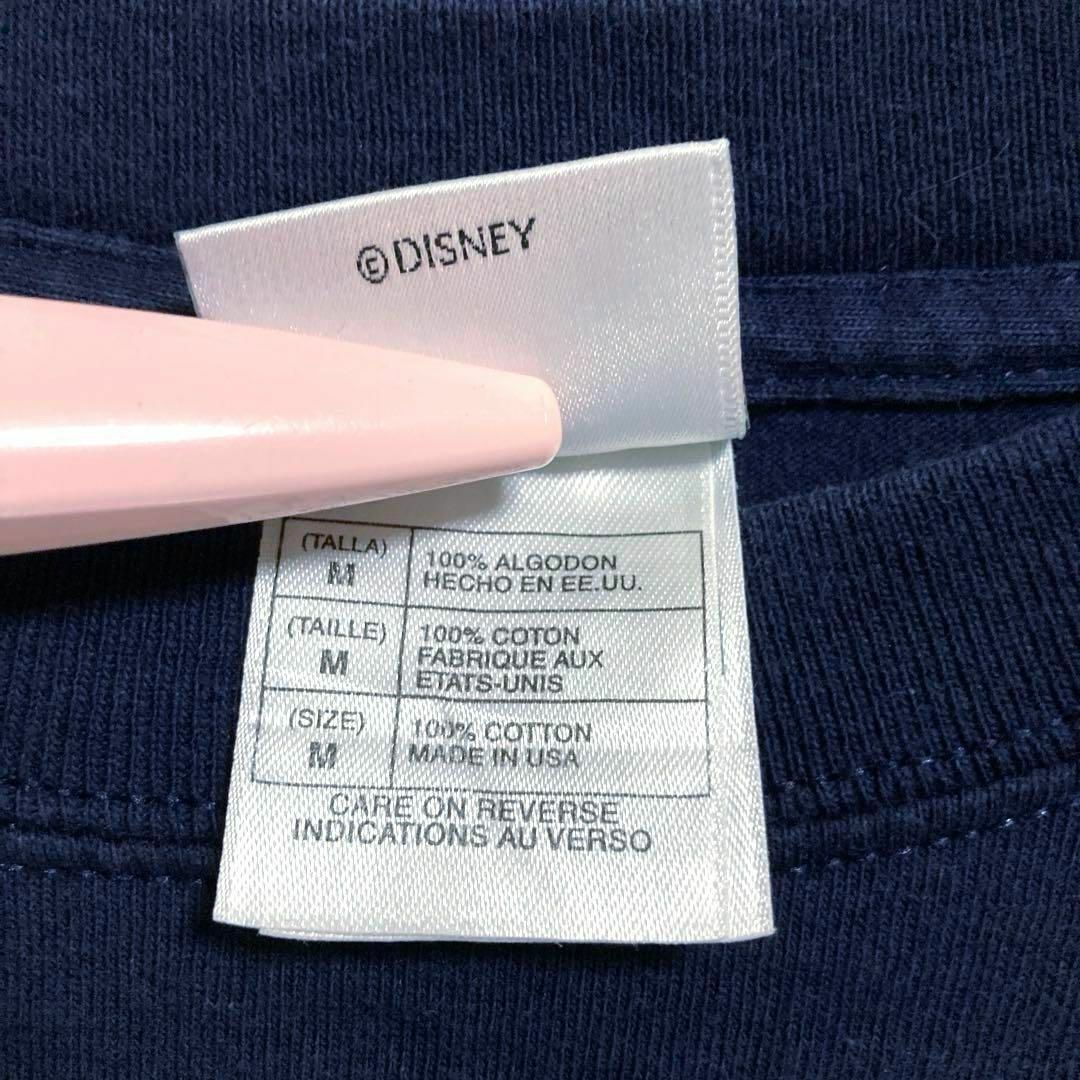 ©DISNEY
(TALLA)
M
100% ALGODON
HECHO EN EE.UU.
(TAILLE)
M
100% COTON
FABRIQUE AUX
ETATS-UNIS
(SIZE)
M
100% COTTON
MADE IN USA
CARE ON REVERSE
INDICATIONS AU VERSO